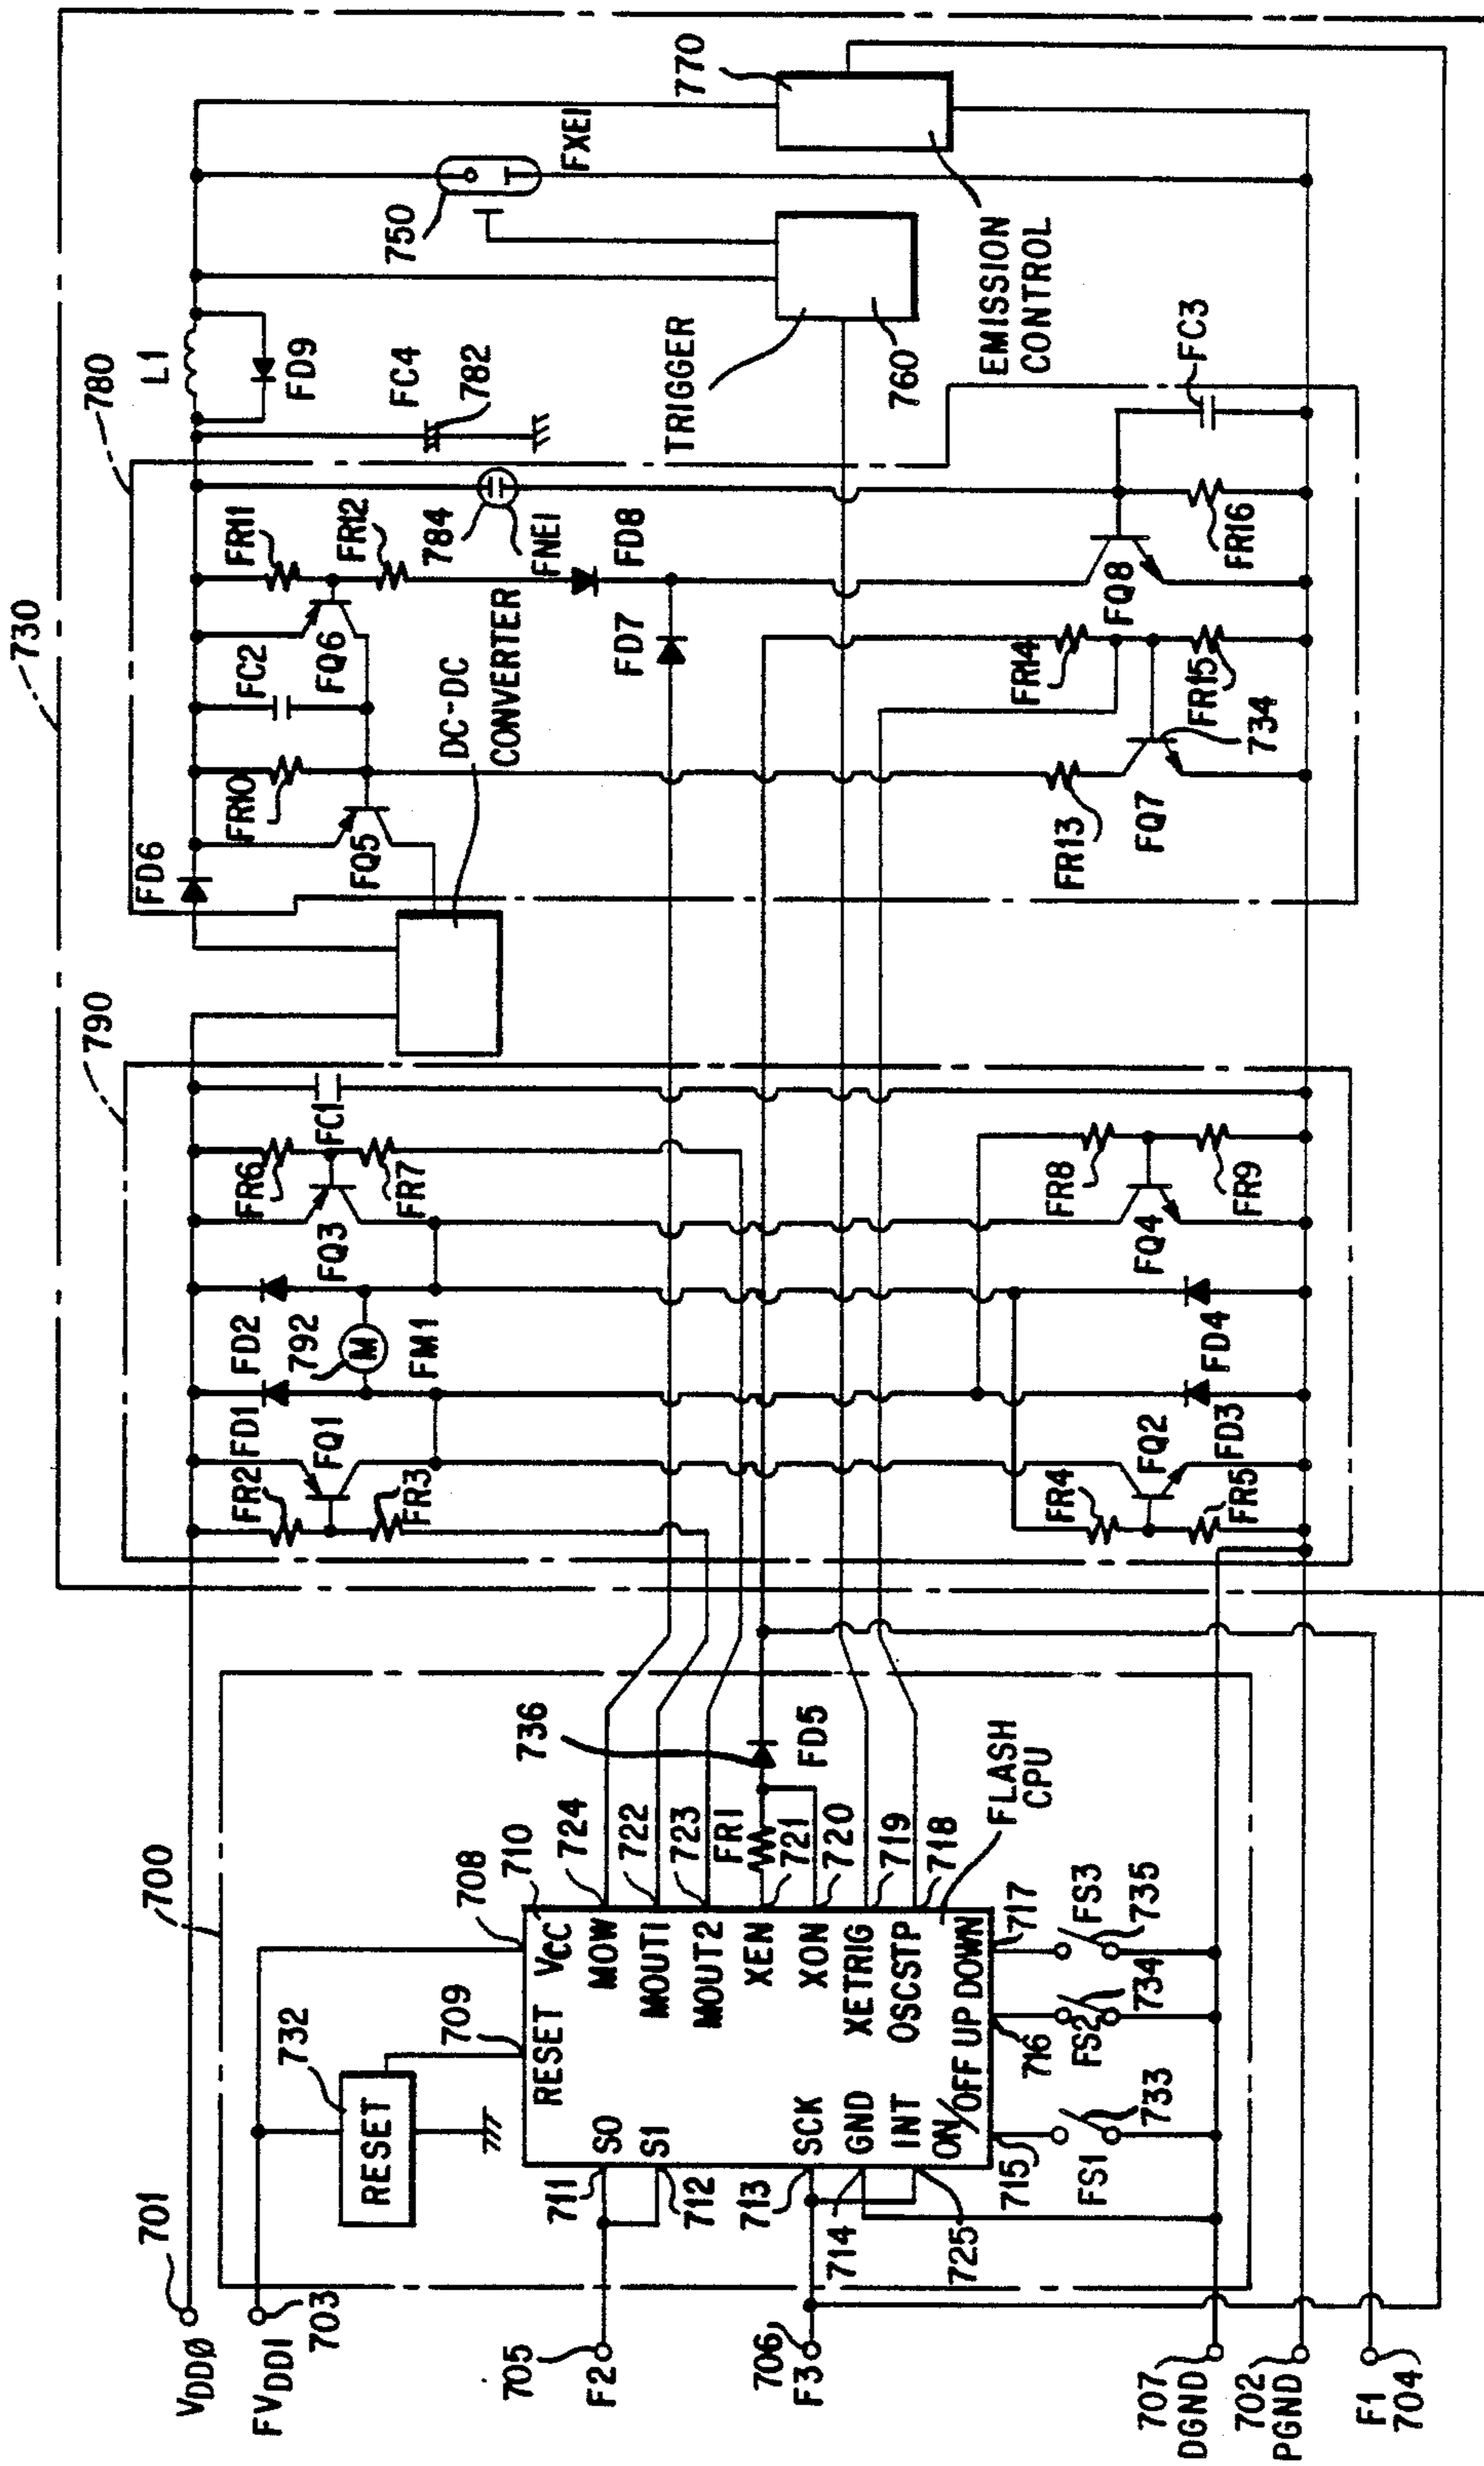 730
780
790
700
770
701
VDDØ
FVDD1
703
705
F2
706
F3
707
DGND
702
PGND
F1
704
732
RESET
709
708
710
VCC
RESET
SO
S1
SCK
GND
INT
ON/OFF
UP
DOWN
MOW
MOUT1
MOUT2
XEN
XON
XETRIG
OSCSTP
711
712
713
714
725
715
716
717
718
719
720
721
722
723
724
FR1
736
FD5
FLASH
CPU
FS1
733
FS2
734
FS3
735
FR2
FD1
FQ1
FR3
FD2
792
M
FM1
FQ3
FR6
FR7
FC1
FR4
FR5
FQ2
FD3
FD4
FQ4
FR8
FR9
DC-DC
CONVERTER
FD6
FR10
FQ5
FC2
FQ6
FR11
FR12
784
FNE1
FD8
FD7
FR13
FQ7
734
FR14
FR15
FQ8
FR16
FC3
L1
FD9
FC4
782
TRIGGER
760
750
FXE1
EMISSION
CONTROL